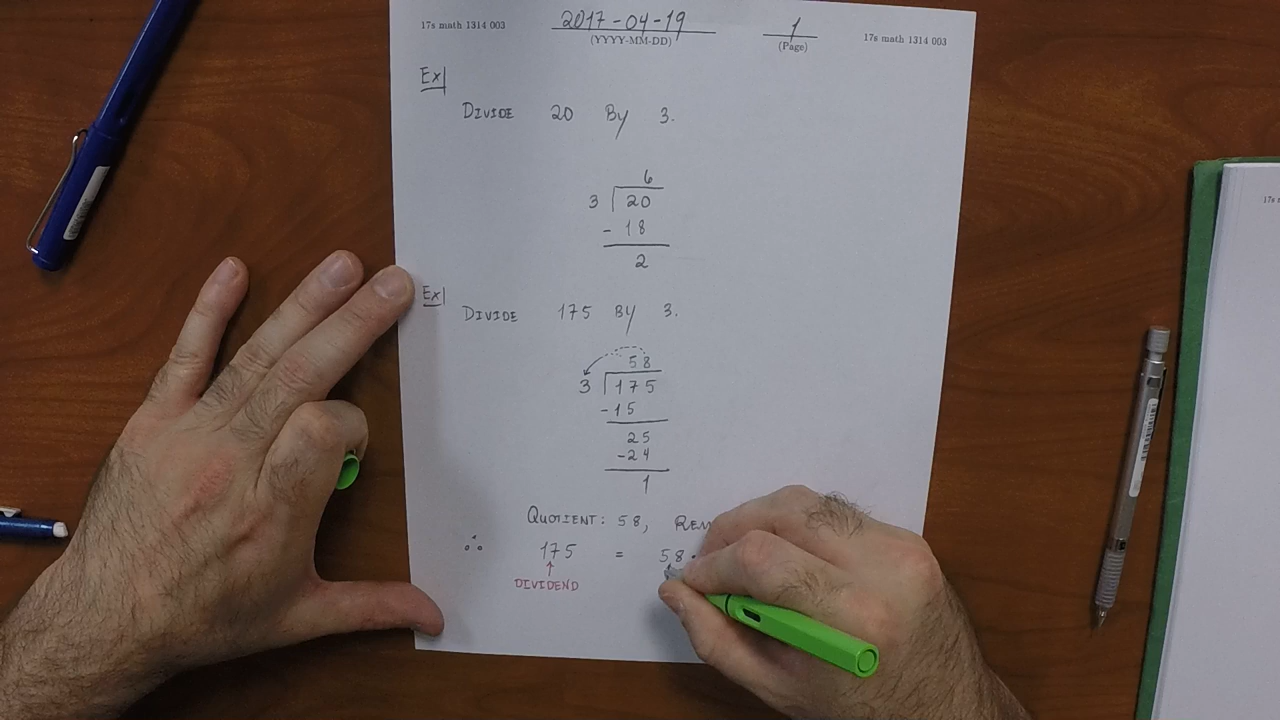 17s math 1314 003 2017-04-19 1 17s math 1314 003
(YYYY-MM-DD) (Page)
Ex
DIVIDE 20 BY 3.
6
3 20
- 18
2
Ex
DIVIDE 175 BY 3.
58
3 175
-15
25
-24
1
QUOTIENT: 58,
∴ 175 = 58
DIVIDEND